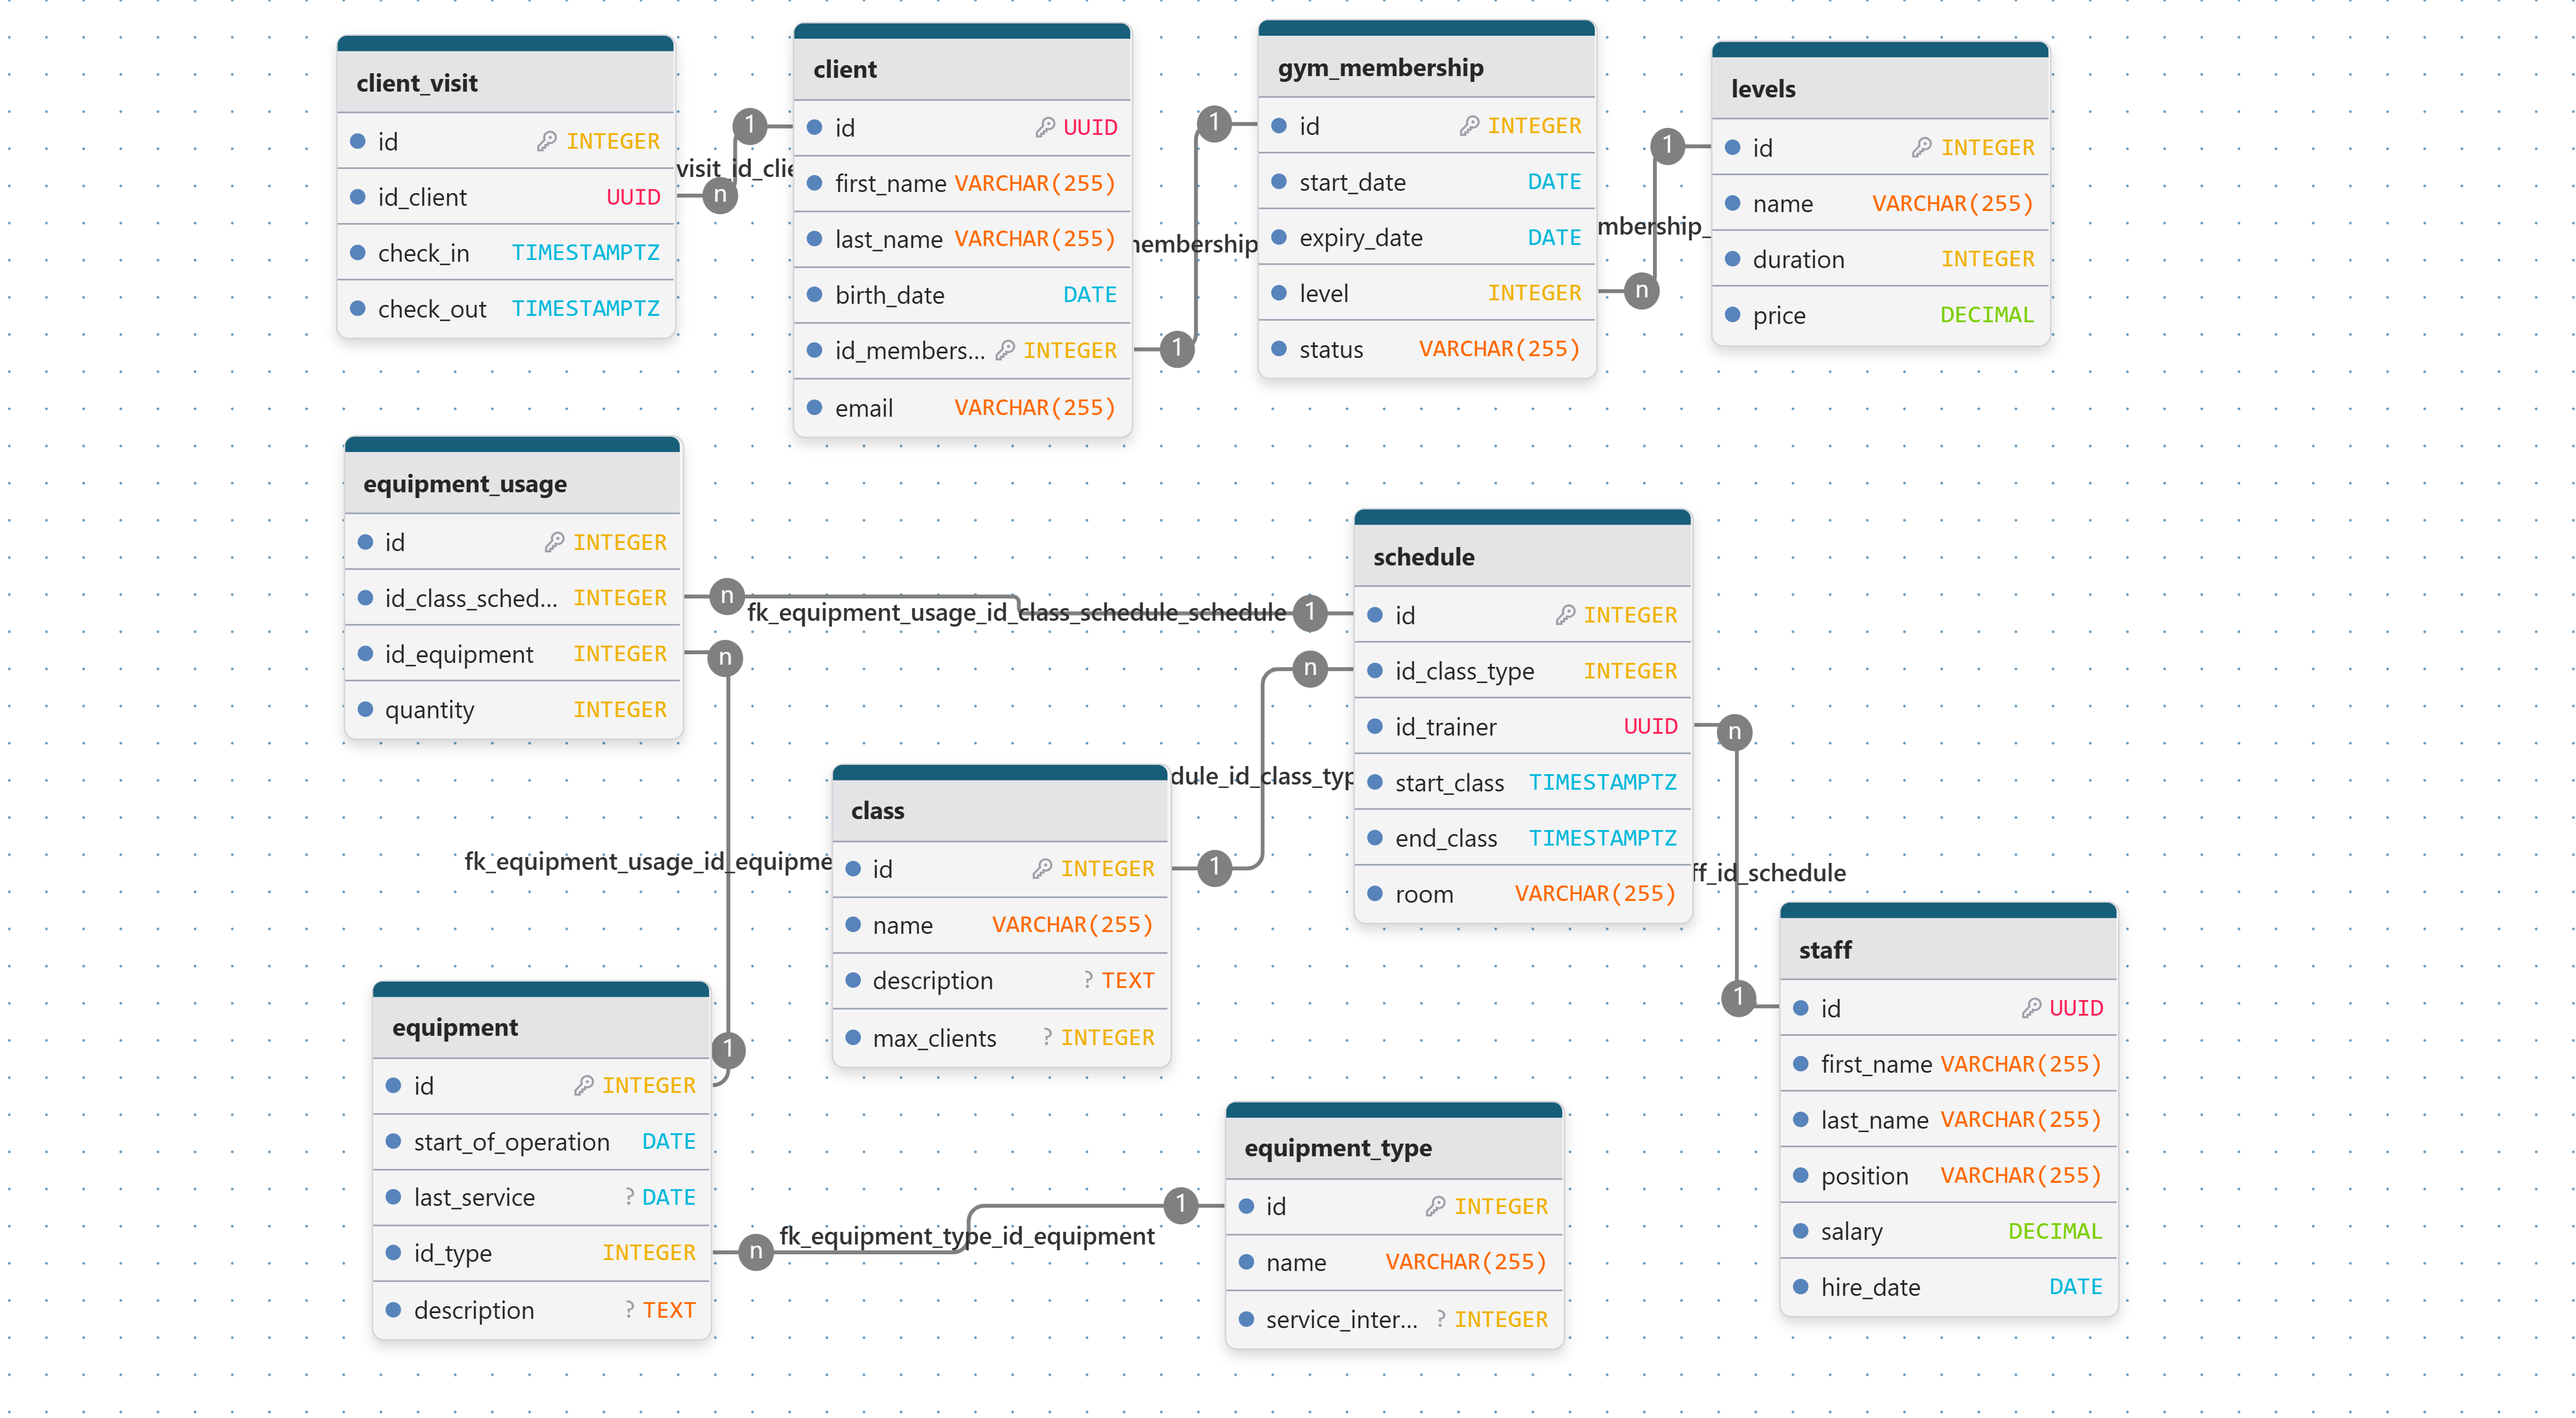 client_visit
id INTEGER
id_client UUID
check_in TIMESTAMPTZ
check_out TIMESTAMPTZ
visit_id_clie
1
n
client
id UUID
first_name VARCHAR(255)
last_name VARCHAR(255)
birth_date DATE
id_members... INTEGER
email VARCHAR(255)
embership
1
1
gym_membership
id INTEGER
start_date DATE
expiry_date DATE
level INTEGER
status VARCHAR(255)
mbership_
1
n
levels
id INTEGER
name VARCHAR(255)
duration INTEGER
price DECIMAL
equipment_usage
id INTEGER
id_class_sched... INTEGER
id_equipment INTEGER
quantity INTEGER
n
fk_equipment_usage_id_class_schedule_schedule
1
n
n
schedule
id INTEGER
id_class_type INTEGER
id_trainer UUID
start_class TIMESTAMPTZ
end_class TIMESTAMPTZ
room VARCHAR(255)
n
dule_id_class_typ
fk_equipment_usage_id_equipme
class
id INTEGER
name VARCHAR(255)
description ? TEXT
max_clients ? INTEGER
1
ff_id_schedule
1
staff
id UUID
first_name VARCHAR(255)
last_name VARCHAR(255)
position VARCHAR(255)
salary DECIMAL
hire_date DATE
equipment
id INTEGER
start_of_operation DATE
last_service ? DATE
id_type INTEGER
description ? TEXT
1
n
fk_equipment_type_id_equipment
1
equipment_type
id INTEGER
name VARCHAR(255)
service_inter... ? INTEGER